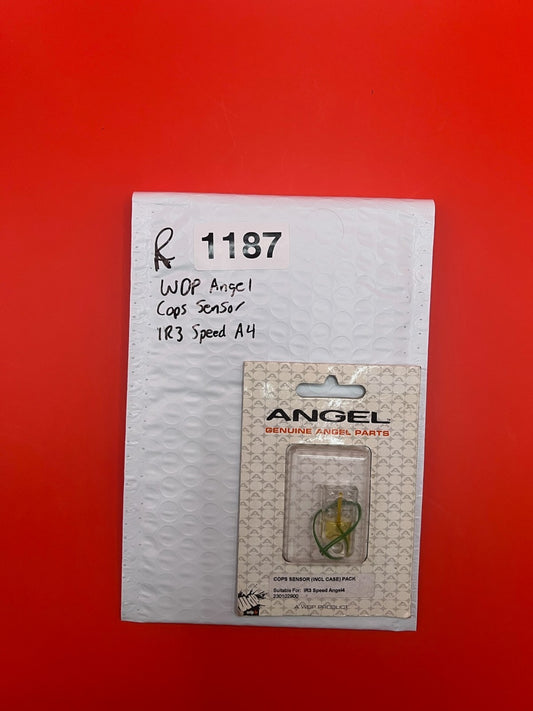 R 1187
WDP Angel
Cops Sensor
IR3 Speed A4
ANGEL
GENUINE ANGEL PARTS
COPS SENSOR (INCL CASE) PACK
Suitable For: IR3 Speed Angel4
230102900
A WDP PRODUCT